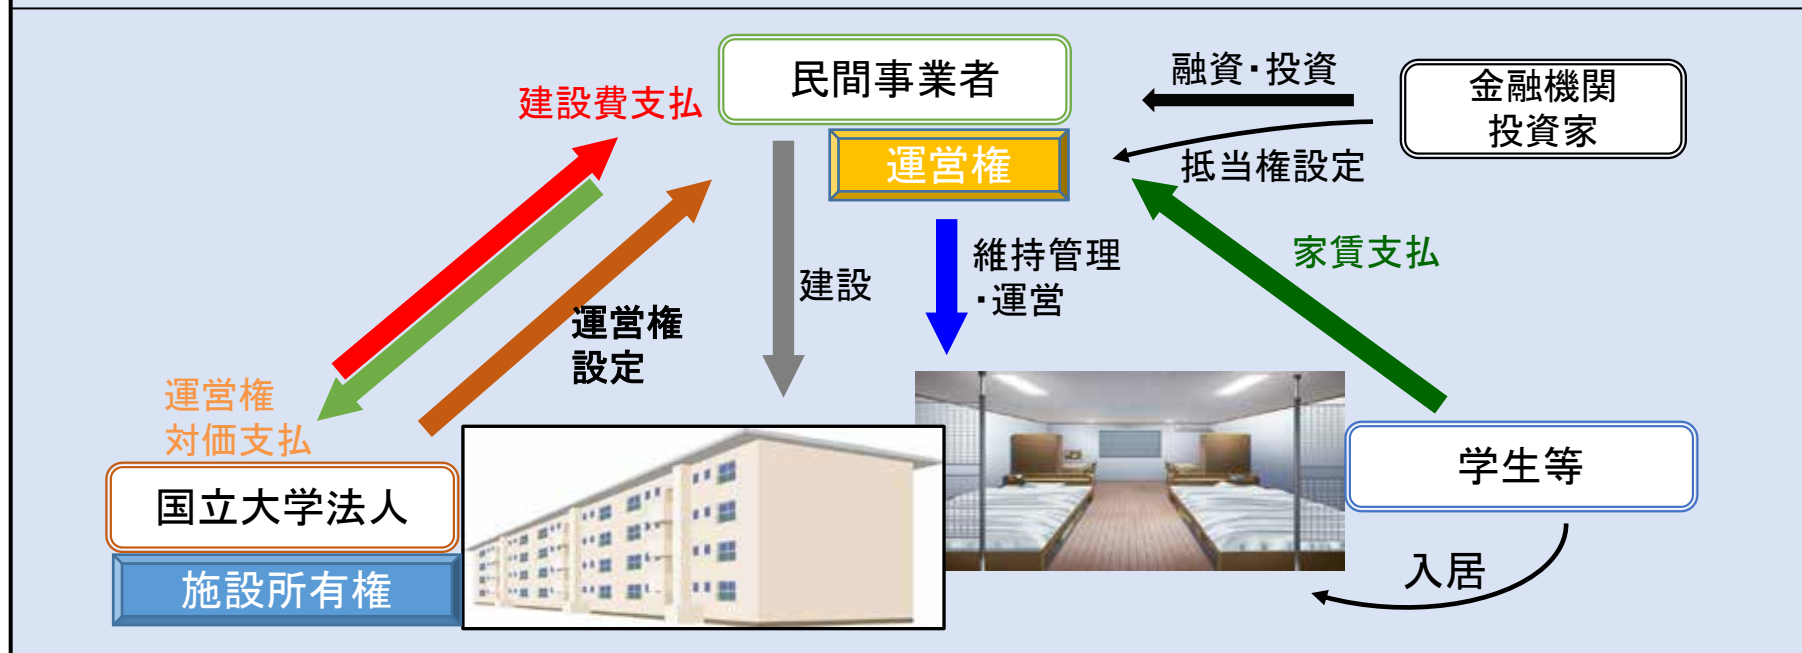 民間事業者
運営権
融資・投資
金融機関
投資家
抵当権設定
建設費支払
家賃支払
建設
維持管理
・運営
運営権
設定
運営権
対価支払
国立大学法人
施設所有権
学生等
入居